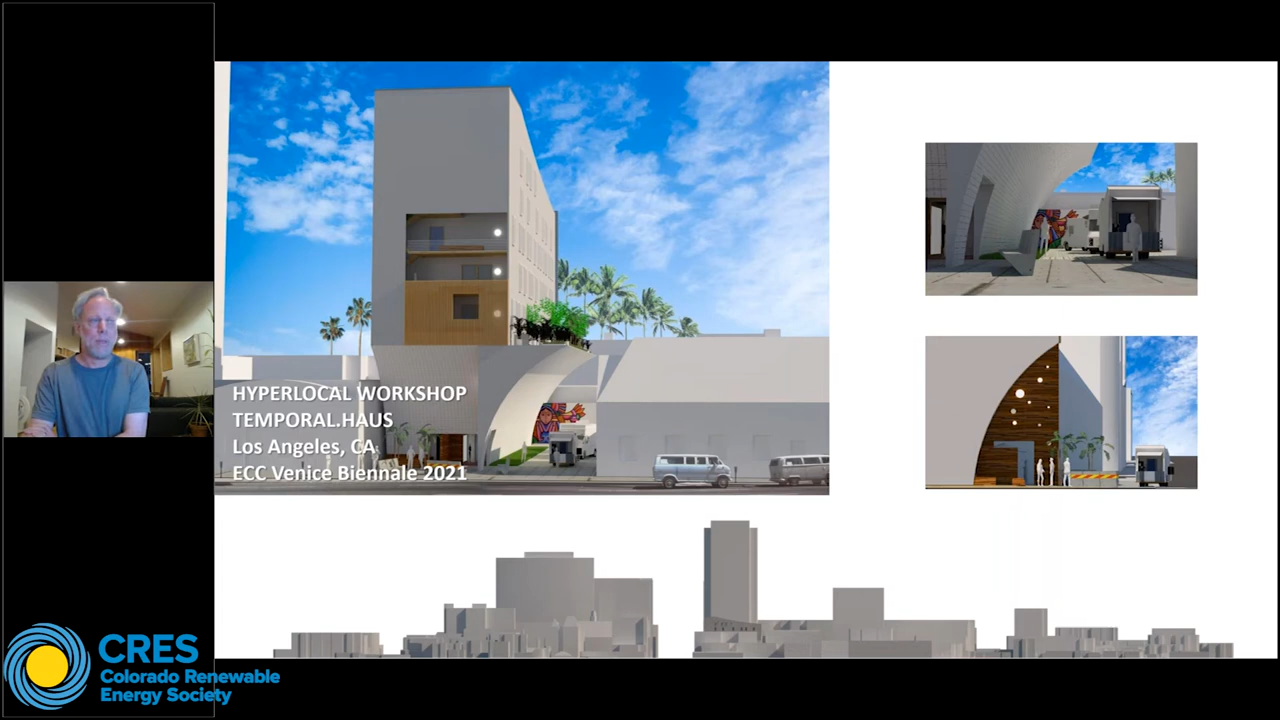 HYPERLOCAL WORKSHOP
TEMPORAL.HAUS
Los Angeles, CA
ECC Venice Biennale 2021
CRES
Colorado Renewable
Energy Society